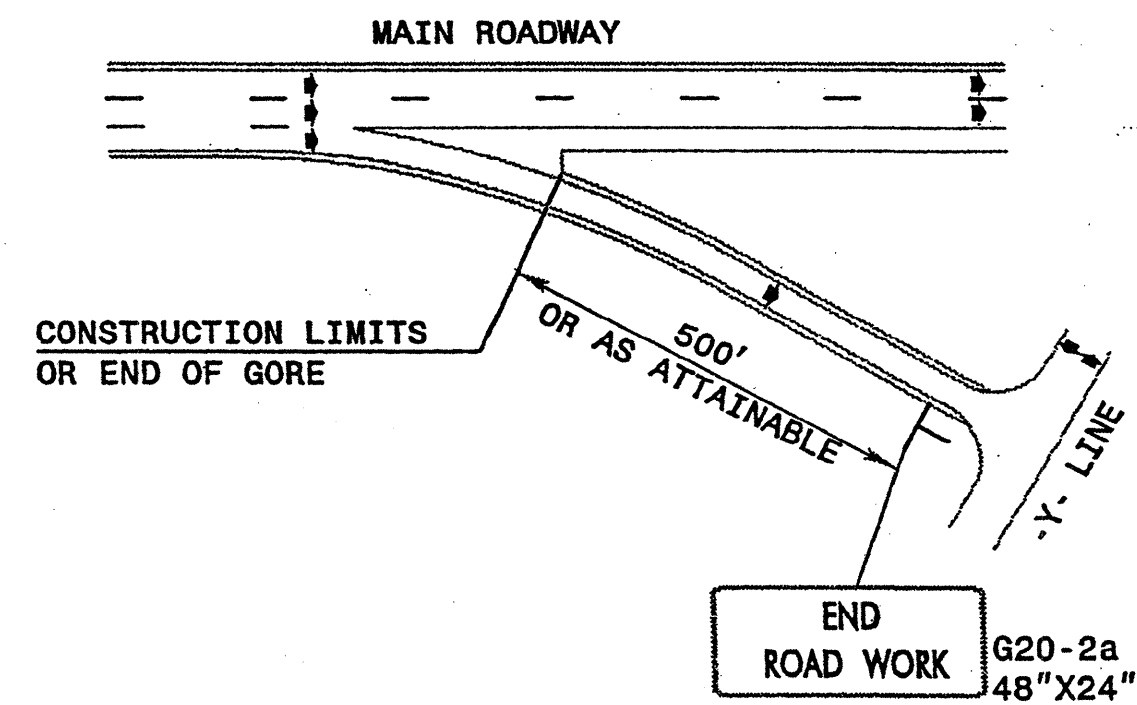 MAIN ROADWAY
CONSTRUCTION LIMITS
OR END OF GORE
500'
OR AS ATTAINABLE
-Y- LINE
END
ROAD WORK
G20-2a
48"X24"